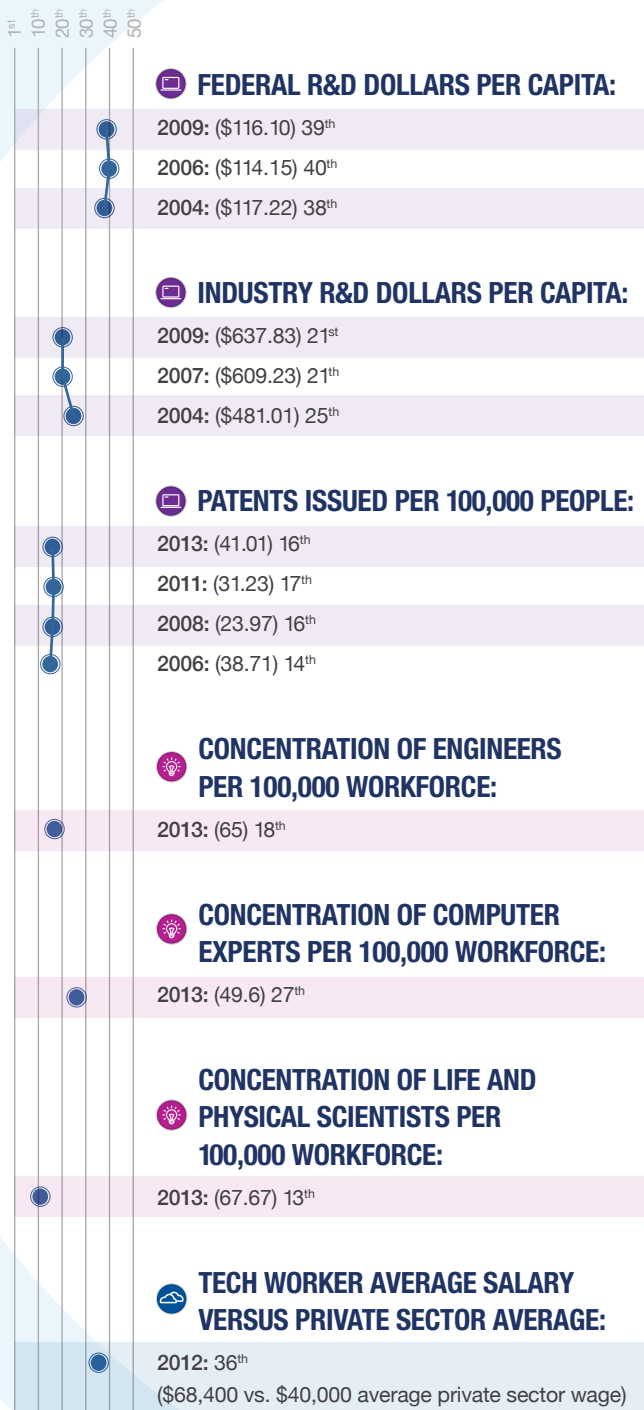 1st 10th 20th 30th 40th 50th
FEDERAL R&D DOLLARS PER CAPITA:
2009: ($116.10) 39th
2006: ($114.15) 40th
2004: ($117.22) 38th
INDUSTRY R&D DOLLARS PER CAPITA:
2009: ($637.83) 21st
2007: ($609.23) 21th
2004: ($481.01) 25th
PATENTS ISSUED PER 100,000 PEOPLE:
2013: (41.01) 16th
2011: (31.23) 17th
2008: (23.97) 16th
2006: (38.71) 14th
CONCENTRATION OF ENGINEERS
PER 100,000 WORKFORCE:
2013: (65) 18th
CONCENTRATION OF COMPUTER
EXPERTS PER 100,000 WORKFORCE:
2013: (49.6) 27th
CONCENTRATION OF LIFE AND
PHYSICAL SCIENTISTS PER
100,000 WORKFORCE:
2013: (67.67) 13th
TECH WORKER AVERAGE SALARY
VERSUS PRIVATE SECTOR AVERAGE:
2012: 36th
($68,400 vs. $40,000 average private sector wage)